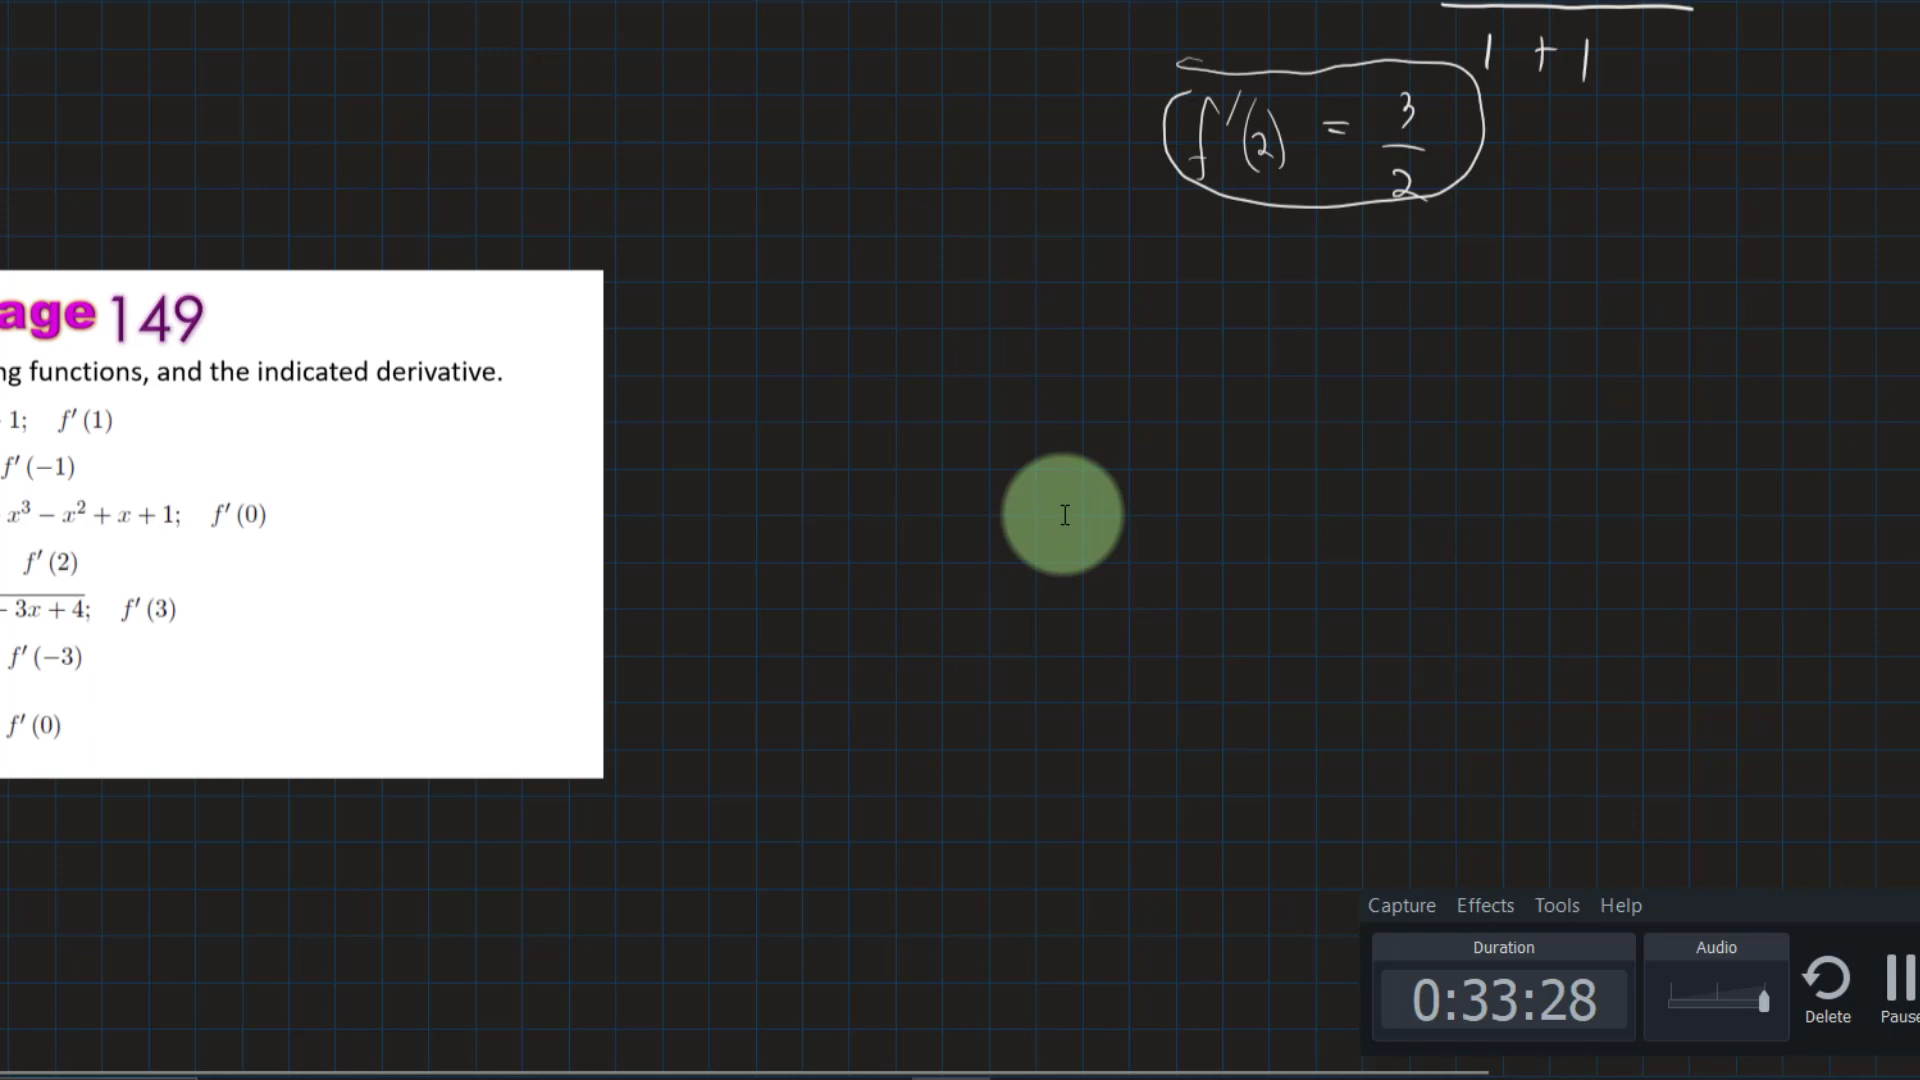 1 + 1
f'(2) = 3/2
age 149
ng functions, and the indicated derivative.
1; f′(1)
f′(−1)
x³ − x² + x + 1; f′(0)
f′(2)
− 3x + 4; f′(3)
f′(−3)
f′(0)
Capture Effects Tools Help
Duration Audio
0:33:28
Delete Pause